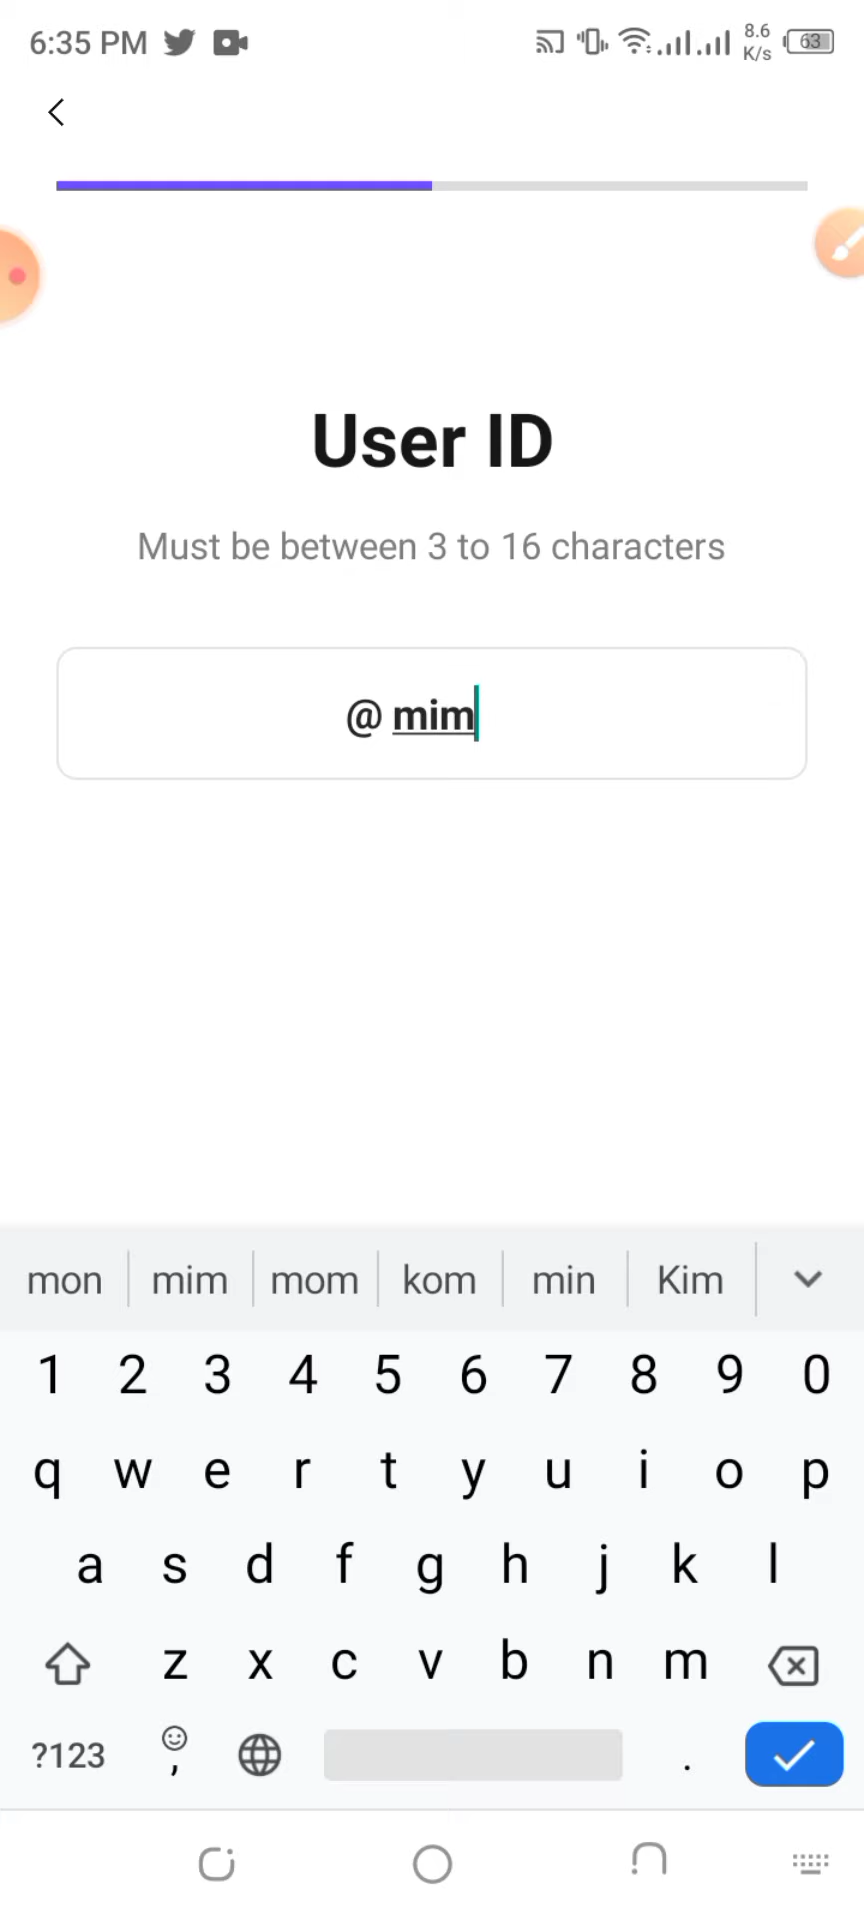 6:35 PM 8.6 K/s 63
User ID
Must be between 3 to 16 characters
@ mim
mon mim mom kom min Kim
1 2 3 4 5 6 7 8 9 0
q w e r t y u i o p
a s d f g h j k l
z x c v b n m
?123 , .